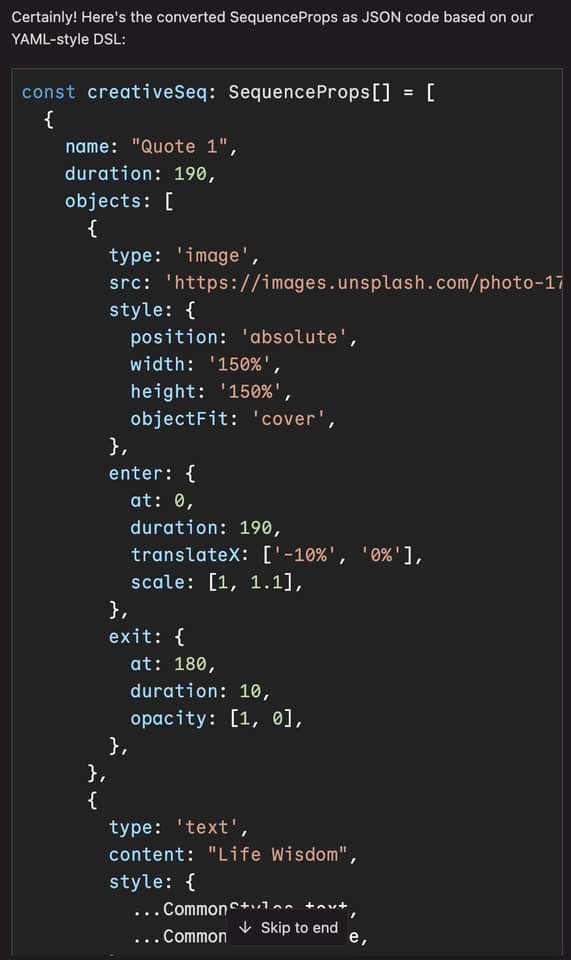 Certainly! Here's the converted SequenceProps as JSON code based on our
YAML-style DSL:
const creativeSeq: SequenceProps[] = [
{
name: "Quote 1",
duration: 190,
objects: [
{
type: 'image',
src: 'https://images.unsplash.com/photo-17
style: {
position: 'absolute',
width: '150%',
height: '150%',
objectFit: 'cover',
},
enter: {
at: 0,
duration: 190,
translateX: ['-10%', '0%'],
scale: [1, 1.1],
},
exit: {
at: 180,
duration: 10,
opacity: [1, 0],
},
},
{
type: 'text',
content: "Life Wisdom",
style: {
...CommonStyles.text,
...Common e,
↓ Skip to end